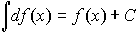 ∫df(x) = f(x) + C